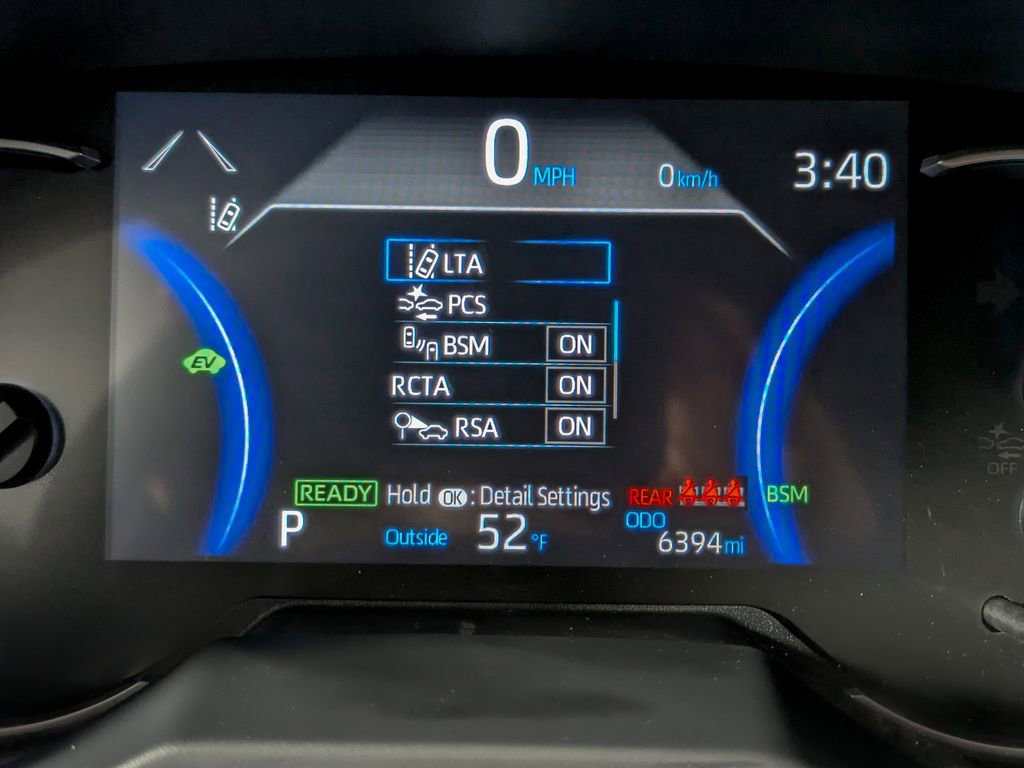 0 MPH 0 km/h 3:40
LTA
PCS
EV
BSM ON
RCTA ON
RSA ON
OFF
READY Hold OK : Detail Settings REAR BSM
P Outside 52 °F ODO
6394 mi